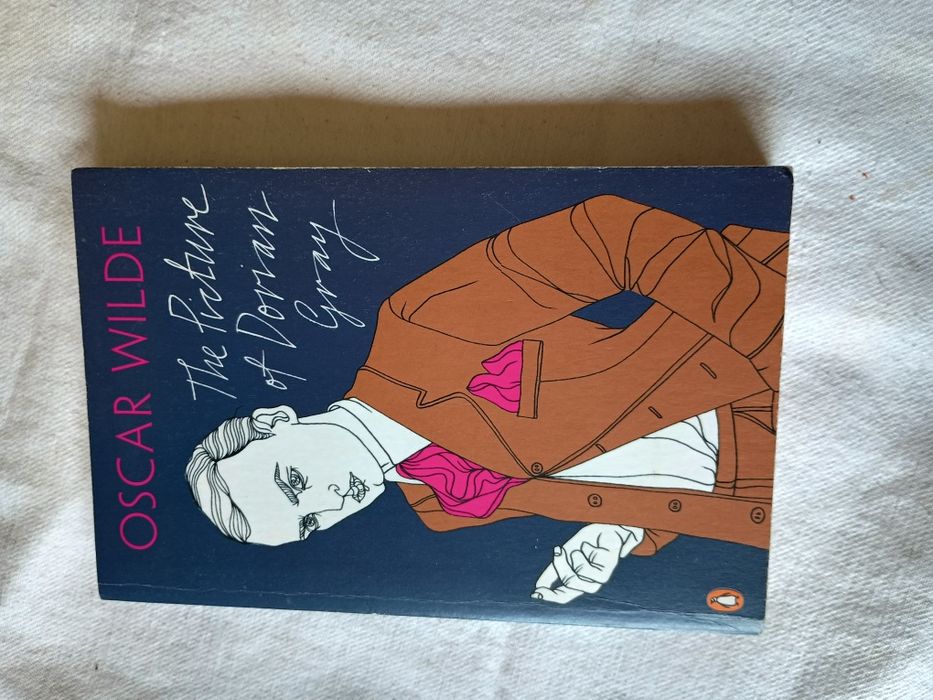 OSCAR WILDE
The Picture
of Dorian
Gray